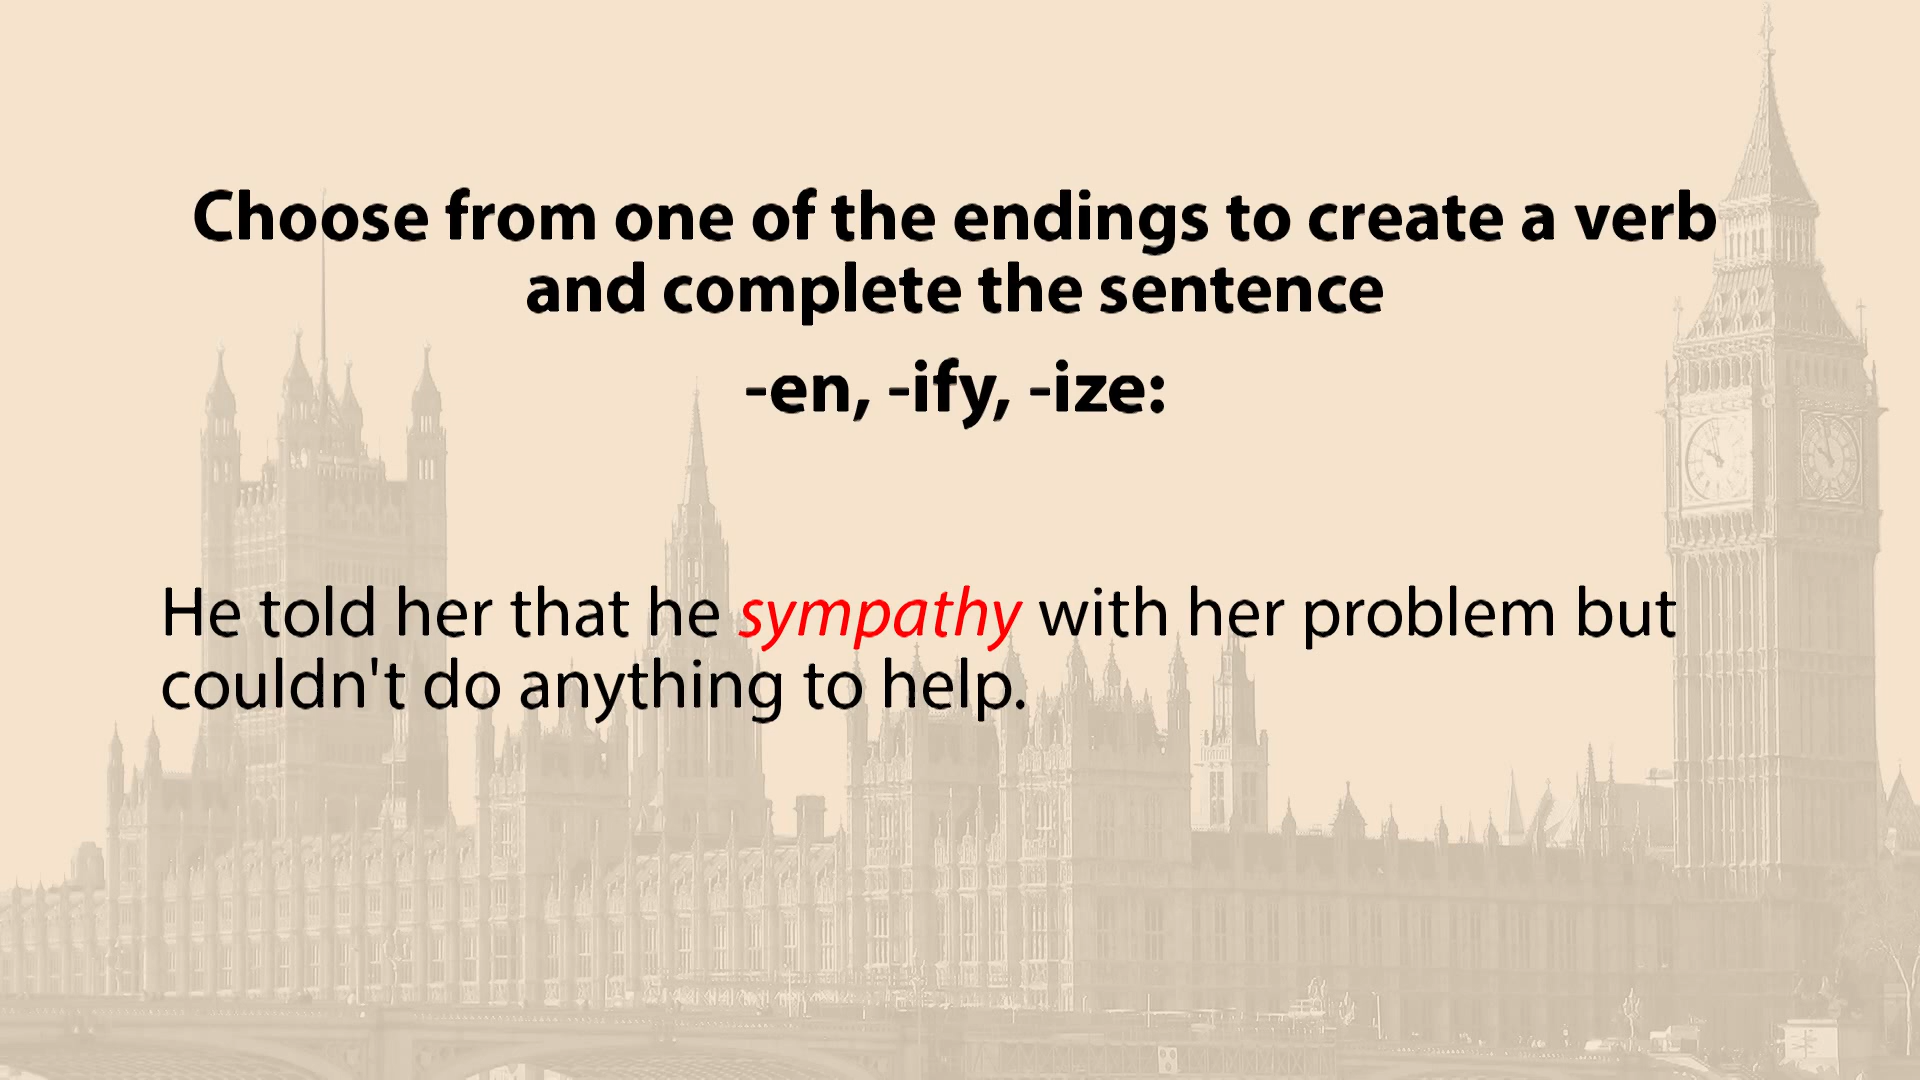 Choose from one of the endings to create a verb
and complete the sentence
-en, -ify, -ize:
He told her that he sympathy with her problem but
couldn't do anything to help.